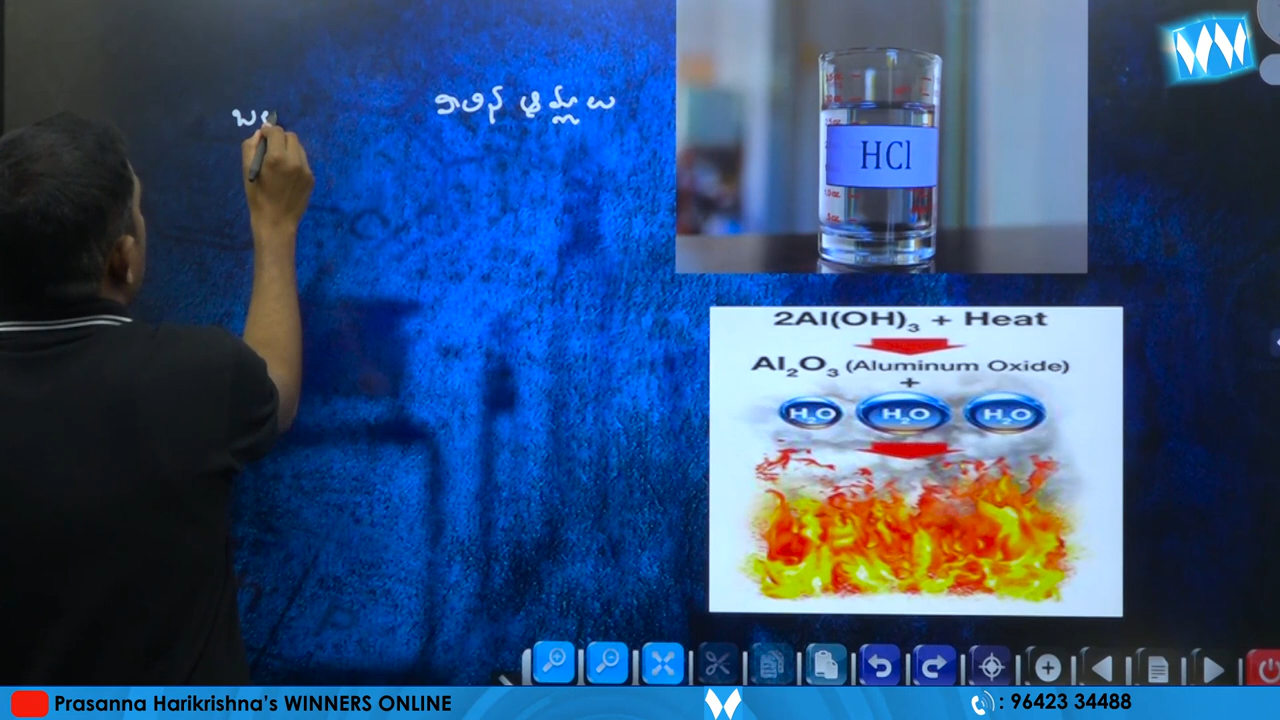 HCl
2Al(OH)₃ + Heat
Al₂O₃ (Aluminum Oxide)
+
H₂O H₂O H₂O
Prasanna Harikrishna's WINNERS ONLINE
W
: 96423 34488